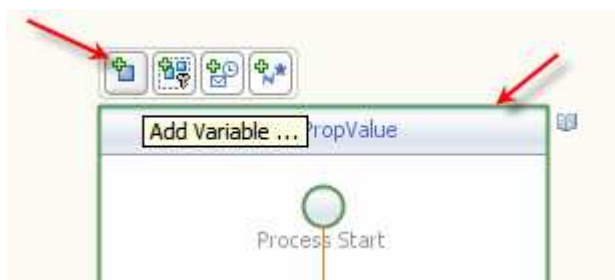 Add Variable ...
PropValue
Process Start